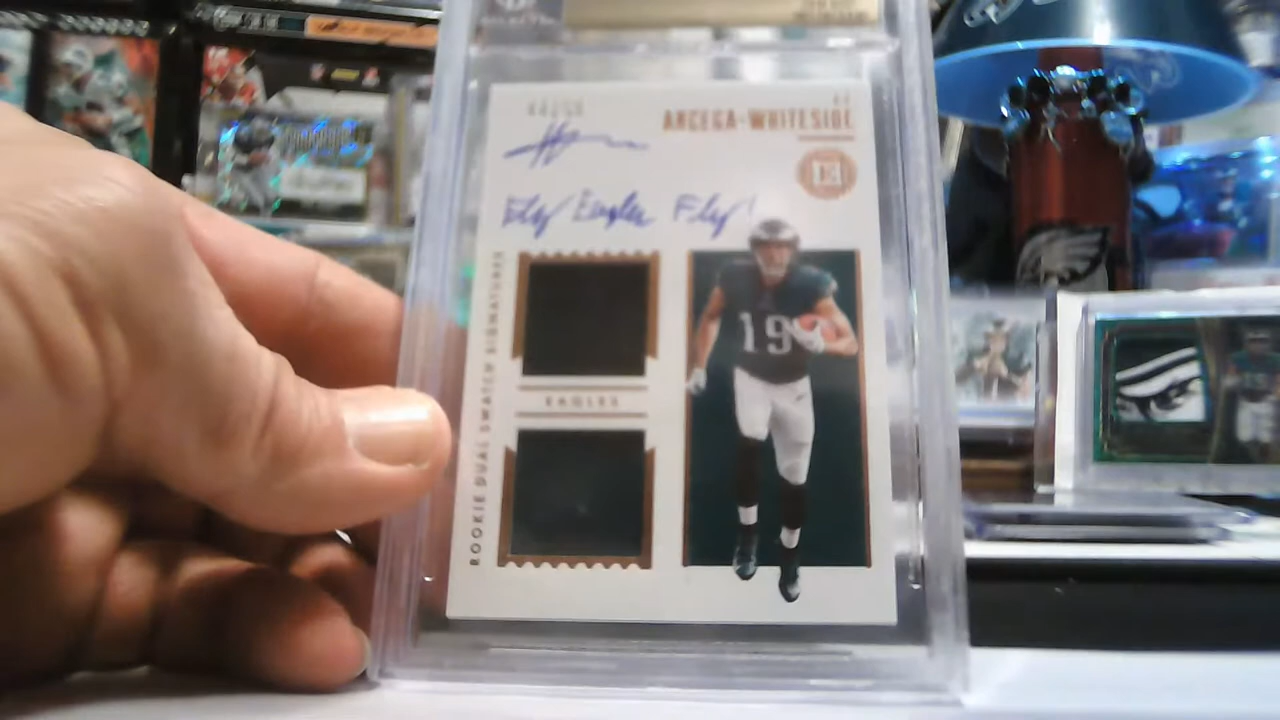 ARCEGA-WHITESIDE
Fly Eagles Fly!
ROOKIE DUAL SWATCH SIGNATURES
EAGLES
19